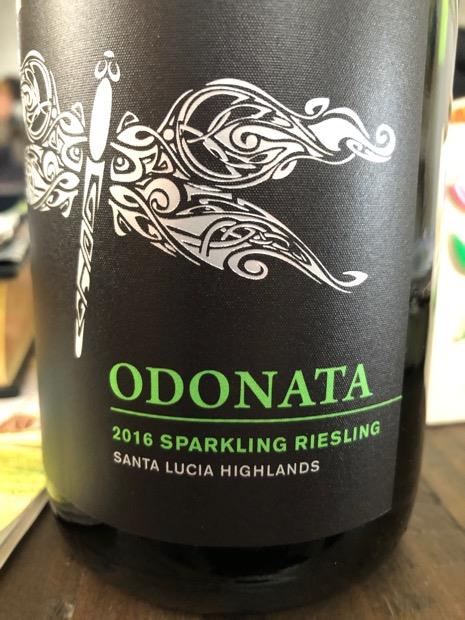 ODONATA
2016 SPARKLING RIESLING
SANTA LUCIA HIGHLANDS